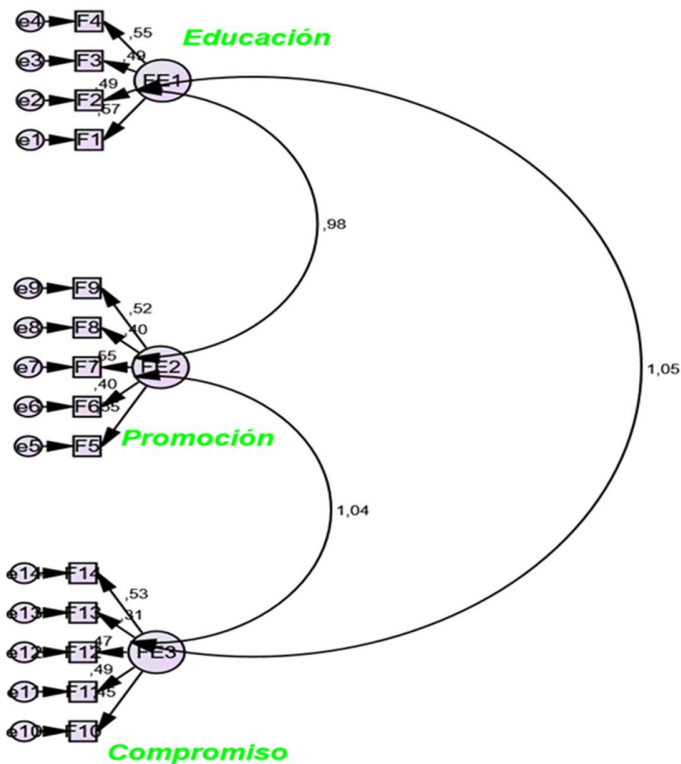 e4 F4 ,55 Educación
e3 F3 ,49
FE1
e2 F2 ,49
,57
e1 F1
,98
e9 F9 ,52
e8 F8 ,40
e7 F7 ,55 FE2 1,05
e6 F6 ,40
,55
e5 F5 Promoción
1,04
e14 F14 ,53
e13 F13 ,31
e12 F12 ,47 FE3
e11 F11 ,49
,45
e10 F10
Compromiso